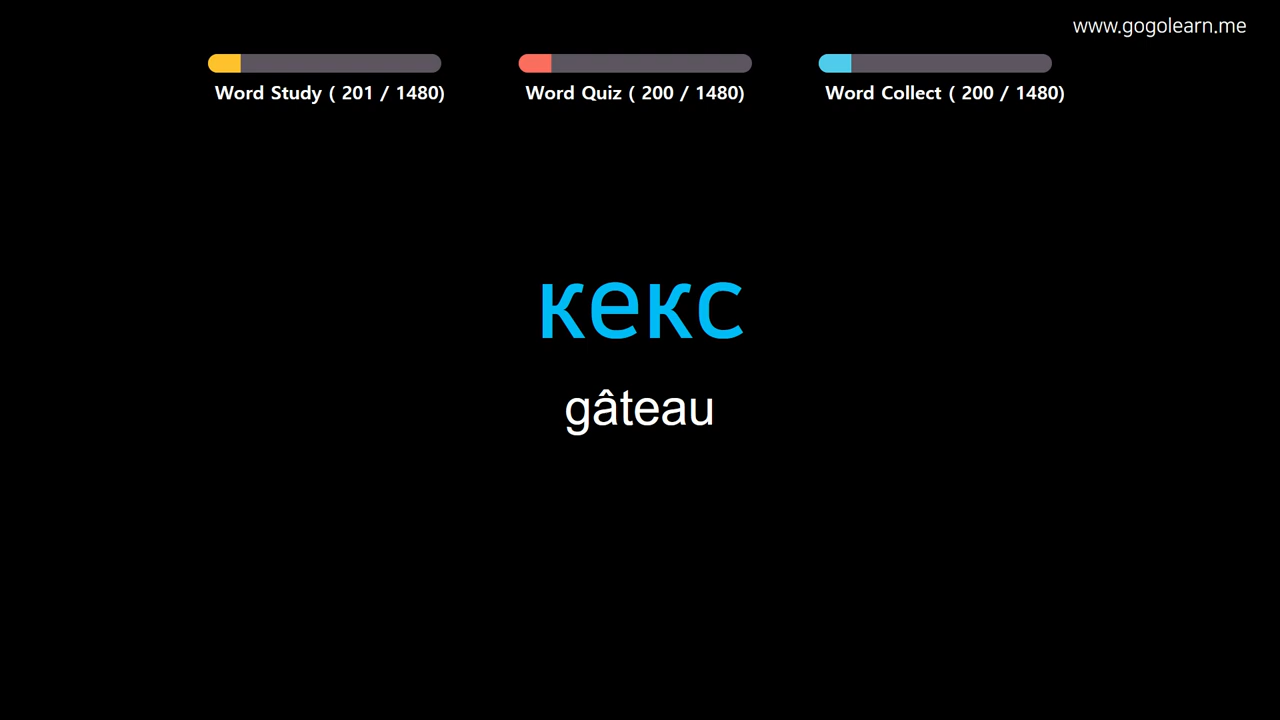 www.gogolearn.me
Word Study ( 201 / 1480)
Word Quiz ( 200 / 1480)
Word Collect ( 200 / 1480)
кекс
gâteau